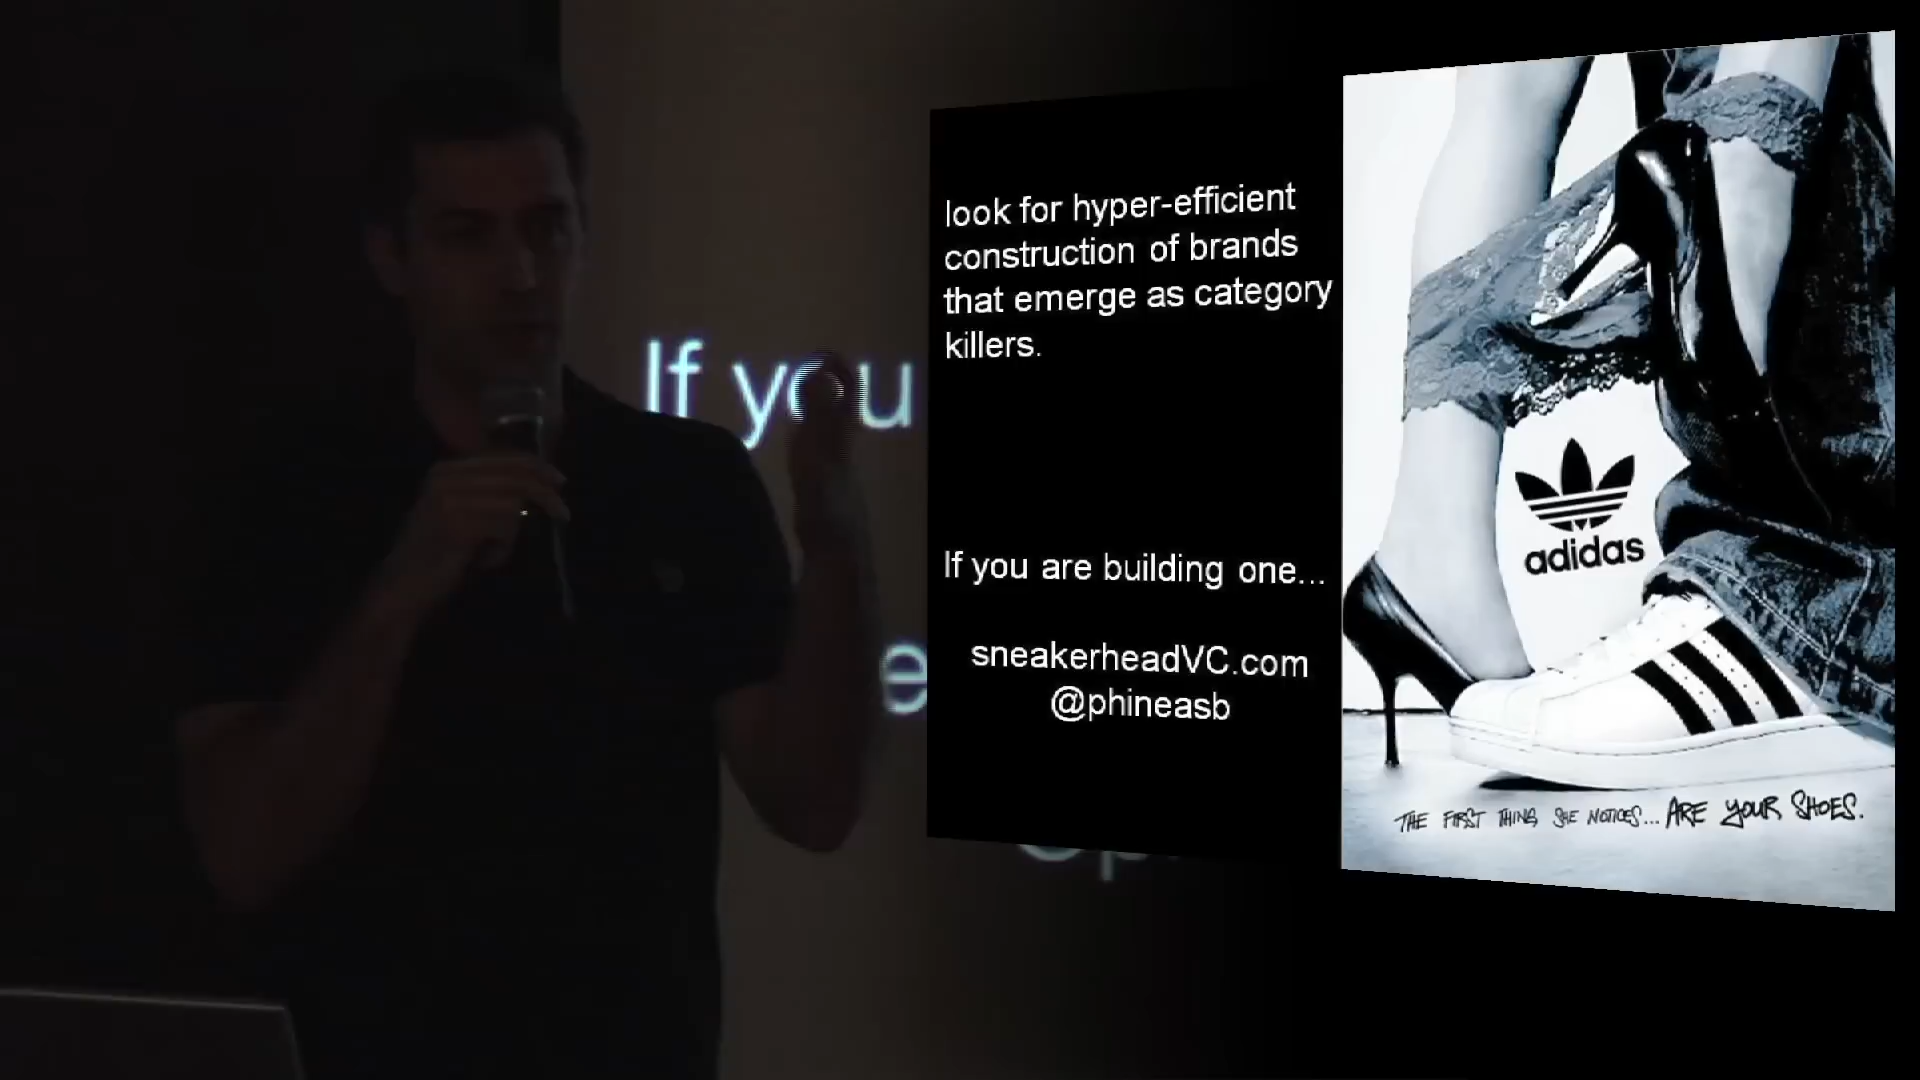 If you
look for hyper-efficient
construction of brands
that emerge as category
killers.
If you are building one...
sneakerheadVC.com
@phineasb
adidas
THE FIRST THING SHE NOTICES... ARE YOUR SHOES.